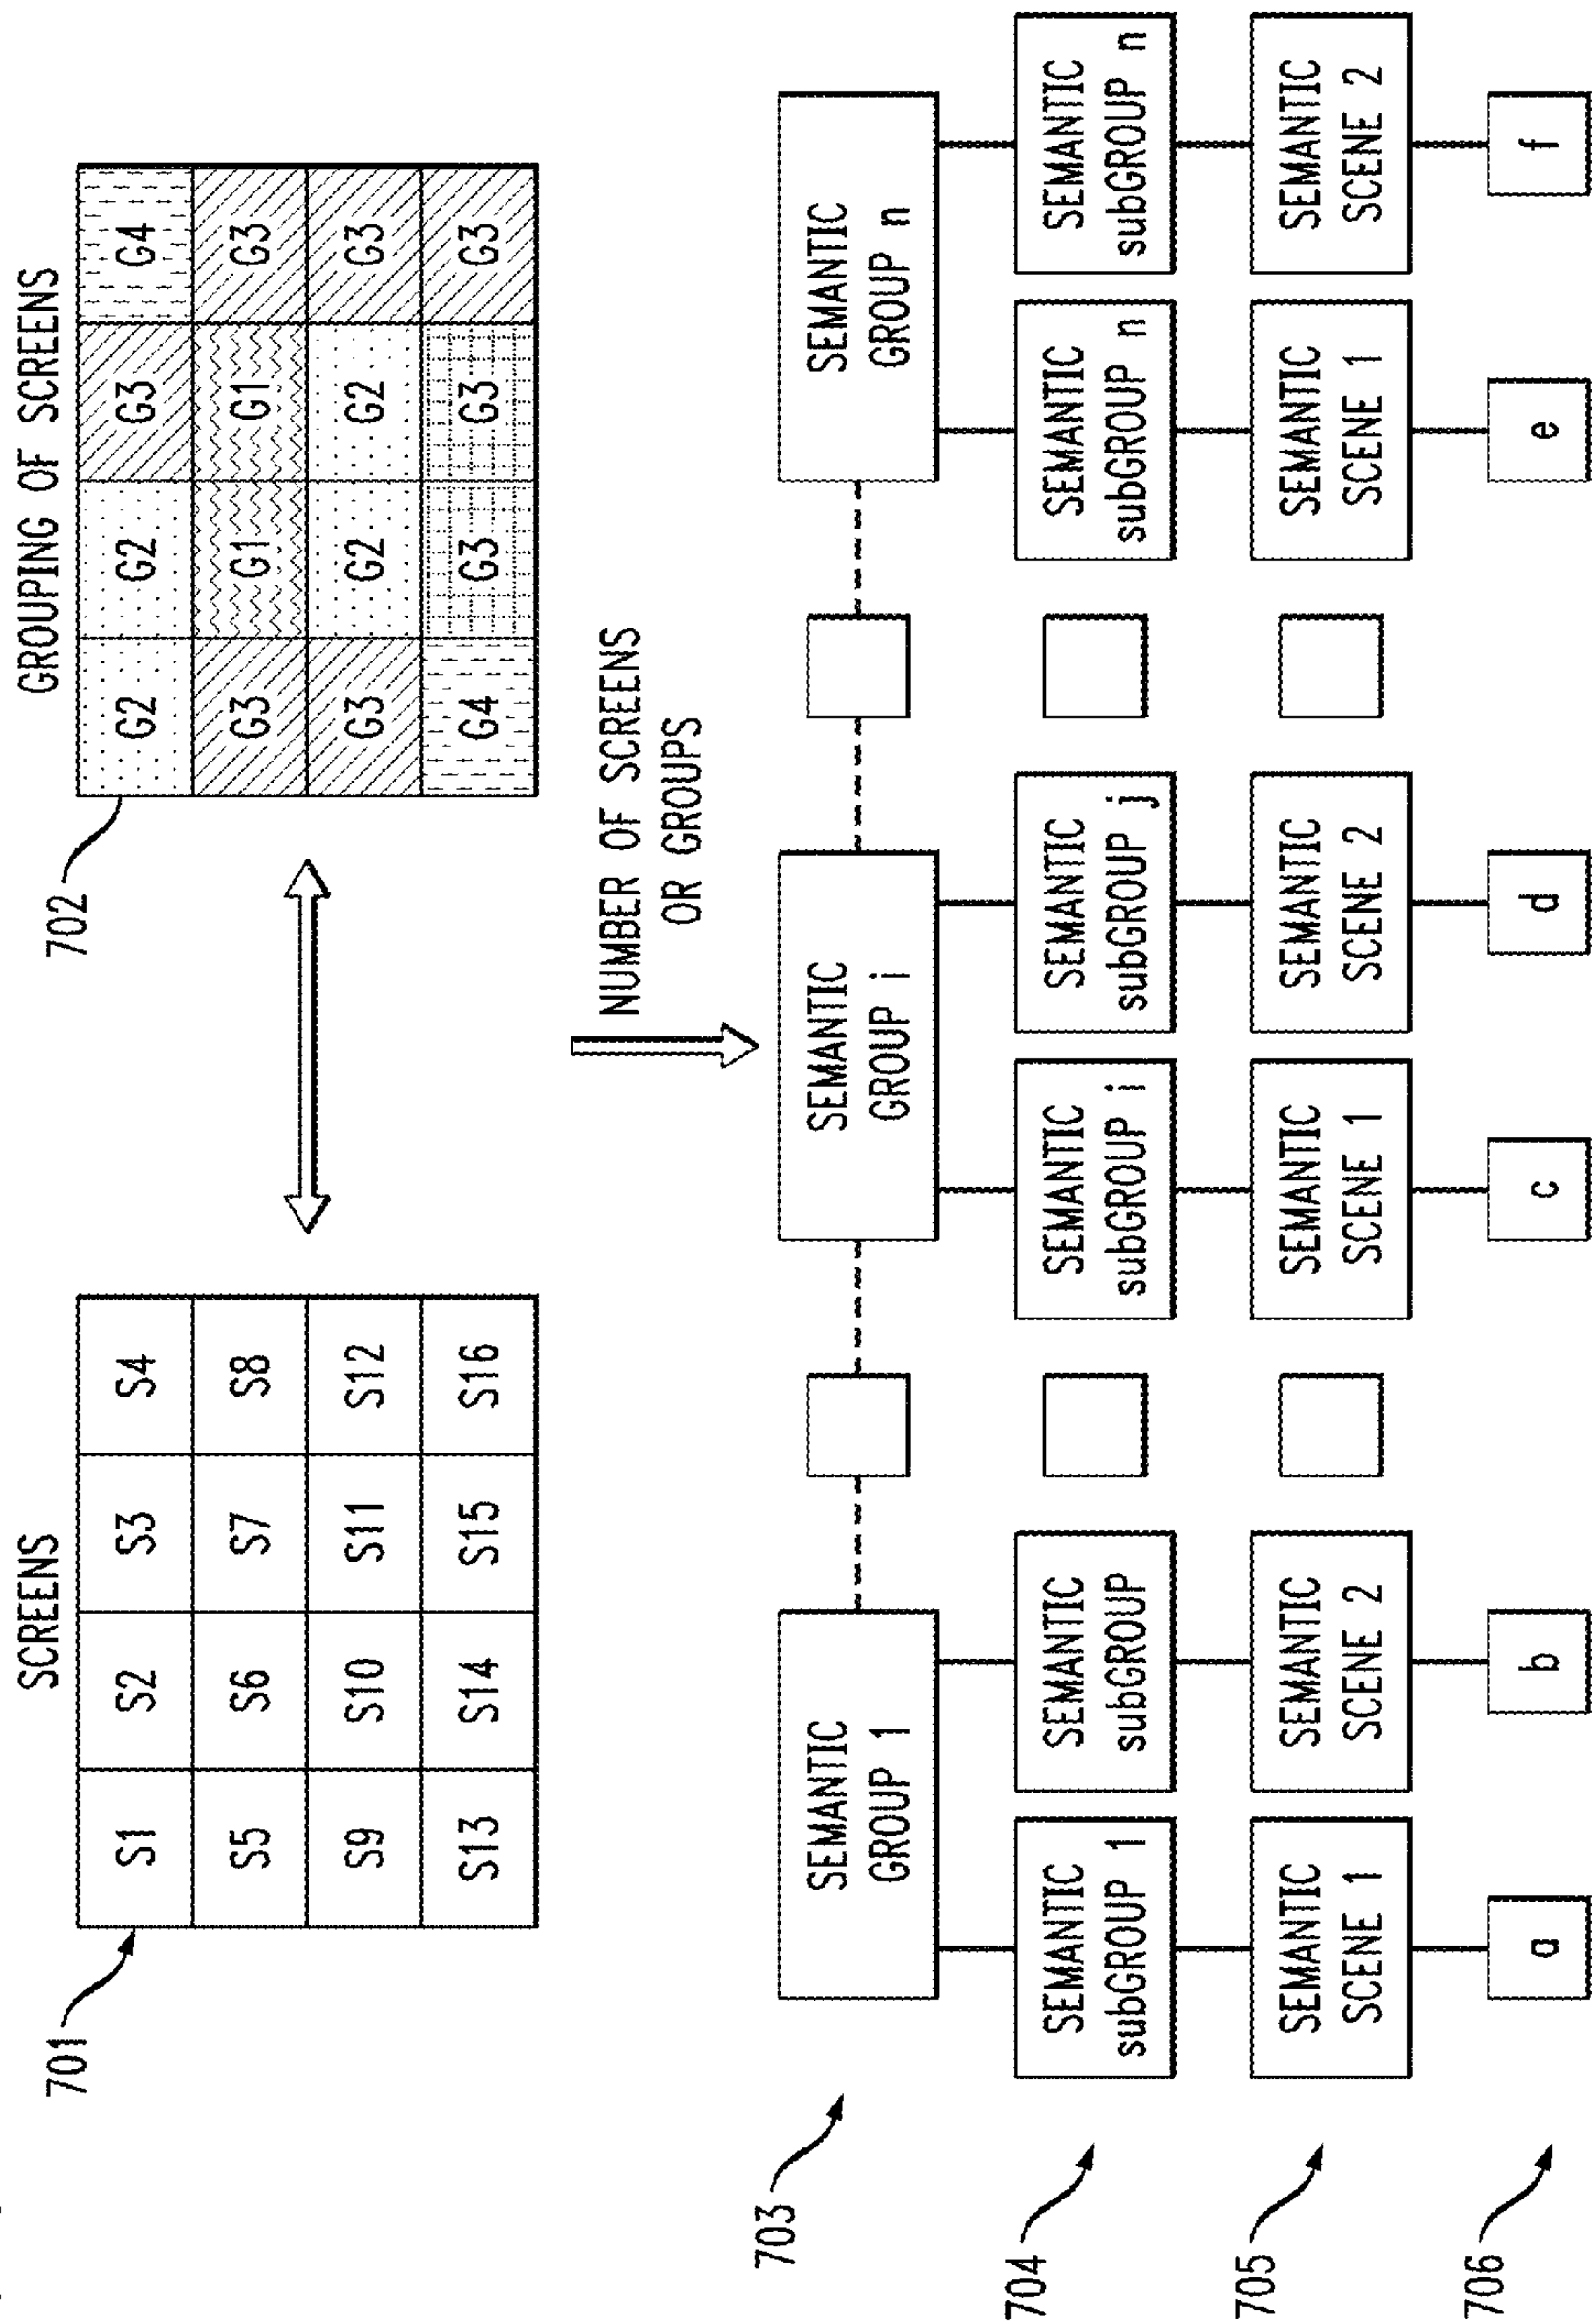 SCREENS
701
S1 S2 S3 S4
S5 S6 S7 S8
S9 S10 S11 S12
S13 S14 S15 S16
GROUPING OF SCREENS
702
G2 G2 G3 G4
G3 G1 G1 G3
G3 G2 G2 G3
G4 G3 G3 G3
NUMBER OF SCREENS
OR GROUPS
703
SEMANTIC
GROUP 1
SEMANTIC
GROUP i
SEMANTIC
GROUP n
704
SEMANTIC
subGROUP 1
SEMANTIC
subGROUP
SEMANTIC
subGROUP i
SEMANTIC
subGROUP j
SEMANTIC
subGROUP n
SEMANTIC
subGROUP n
705
SEMANTIC
SCENE 1
SEMANTIC
SCENE 2
SEMANTIC
SCENE 1
SEMANTIC
SCENE 2
SEMANTIC
SCENE 1
SEMANTIC
SCENE 2
706
a b c d e f